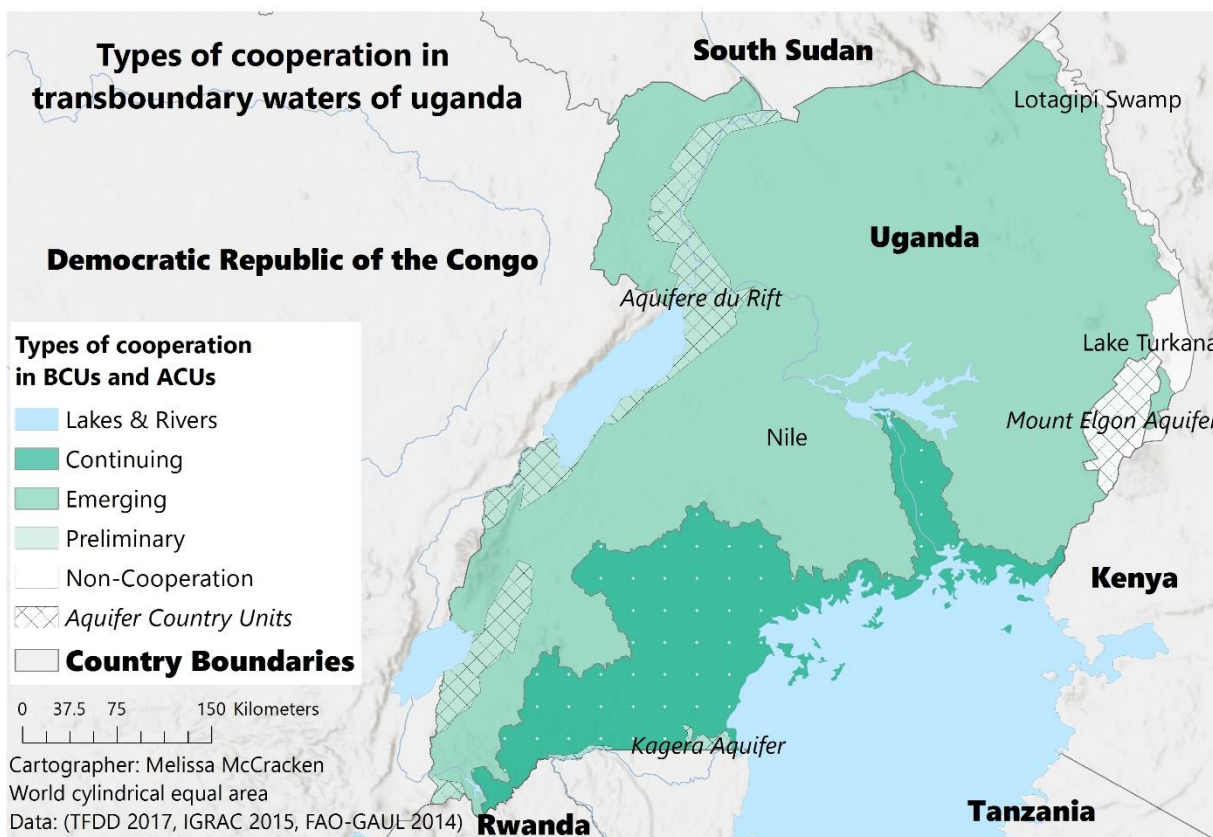 Types of cooperation in
transboundary waters of uganda
South Sudan
Lotagipi Swamp
Uganda
Democratic Republic of the Congo
Aquifere du Rift
Lake Turkana
Mount Elgon Aquifer
Nile
Kenya
Kagera Aquifer
Tanzania
Rwanda
Types of cooperation
in BCUs and ACUs
Lakes & Rivers
Continuing
Emerging
Preliminary
Non-Cooperation
Aquifer Country Units
Country Boundaries
0 37.5 75 150 Kilometers
Cartographer: Melissa McCracken
World cylindrical equal area
Data: (TFDD 2017, IGRAC 2015, FAO-GAUL 2014)